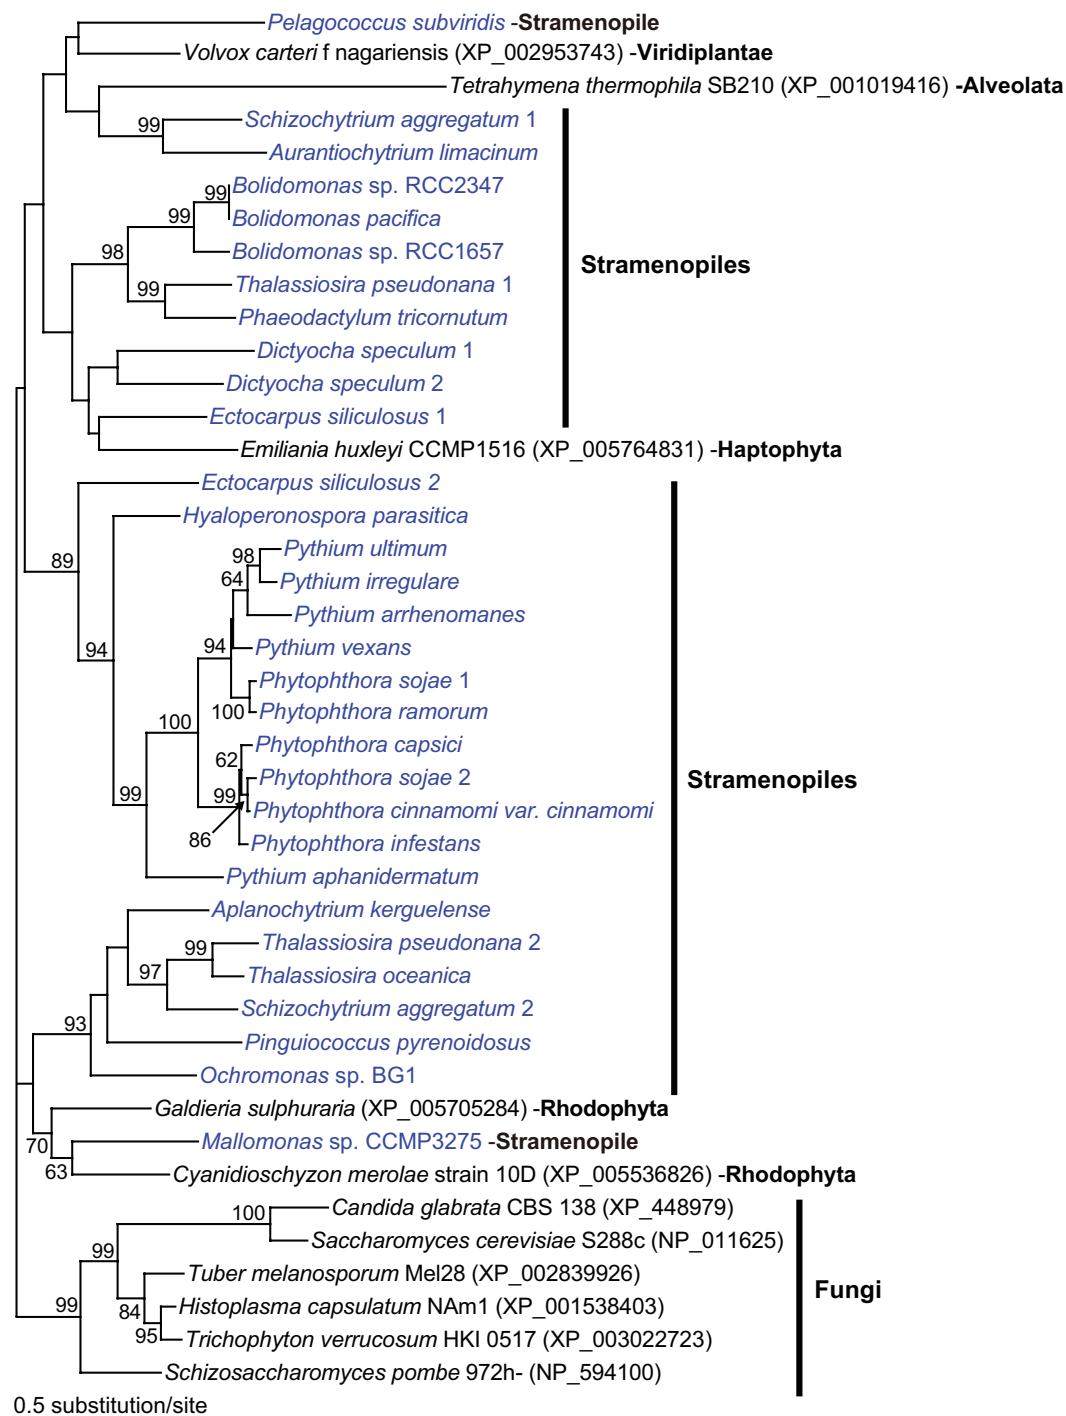 Pelagococcus subviridis -Stramenopile
Volvox carteri f nagariensis (XP_002953743) -Viridiplantae
Tetrahymena thermophila SB210 (XP_001019416) -Alveolata
99
Schizochytrium aggregatum 1
Aurantiochytrium limacinum
99
Bolidomonas sp. RCC2347
99
Bolidomonas pacifica
98
Bolidomonas sp. RCC1657
Stramenopiles
99
Thalassiosira pseudonana 1
Phaeodactylum tricornutum
Dictyocha speculum 1
Dictyocha speculum 2
Ectocarpus siliculosus 1
Emiliania huxleyi CCMP1516 (XP_005764831) -Haptophyta
Ectocarpus siliculosus 2
Hyaloperonospora parasitica
98
Pythium ultimum
89
64
Pythium irregulare
Pythium arrhenomanes
94
94
Pythium vexans
Phytophthora sojae 1
100
Phytophthora ramorum
100
Phytophthora capsici
62
Phytophthora sojae 2
Stramenopiles
99
99
Phytophthora cinnamomi var. cinnamomi
86
Phytophthora infestans
Pythium aphanidermatum
Aplanochytrium kerguelense
99
Thalassiosira pseudonana 2
97
Thalassiosira oceanica
Schizochytrium aggregatum 2
93
Pinguiococcus pyrenoidosus
Ochromonas sp. BG1
Galdieria sulphuraria (XP_005705284) -Rhodophyta
70
Mallomonas sp. CCMP3275 -Stramenopile
63
Cyanidioschyzon merolae strain 10D (XP_005536826) -Rhodophyta
100
Candida glabrata CBS 138 (XP_448979)
99
Saccharomyces cerevisiae S288c (NP_011625)
Tuber melanosporum Mel28 (XP_002839926)
Fungi
99
84
Histoplasma capsulatum NAm1 (XP_001538403)
95
Trichophyton verrucosum HKI 0517 (XP_003022723)
Schizosaccharomyces pombe 972h- (NP_594100)
0.5 substitution/site